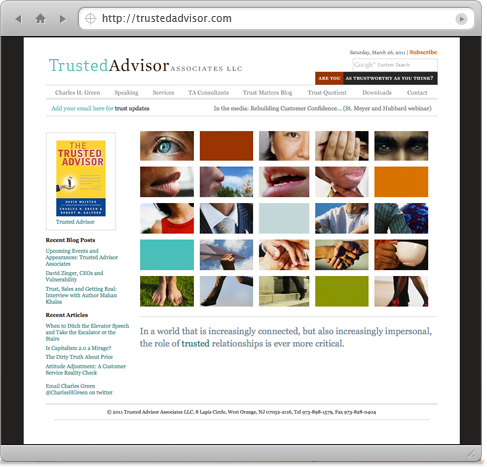 http://trustedadvisor.com
Saturday, March 26, 2011 | Subscribe
TrustedAdvisor ASSOCIATES LLC
Google™ Custom Search
ARE YOU AS TRUSTWORTHY AS YOU THINK?
Charles H. Green Speaking Services TA Consultants Trust Matters Blog Trust Quotient Downloads Contact
Add your email here for trust updates
In the media: Rebuilding Customer Confidence... (St. Meyer and Hubbard webinar)
THE
TRUSTED
ADVISOR
DAVID MAISTER
CHARLES H. GREEN &
ROBERT M. GALFORD
Trusted Advisor
Recent Blog Posts
Upcoming Events and
Appearances: Trusted Advisor
Associates
David Zinger, CEOs and
Vulnerability
Trust, Sales and Getting Real:
Interview with Author Mahan
Khalsa
Recent Articles
When to Ditch the Elevator Speech
and Take the Escalator or the
Stairs
Is Capitalism 2.0 a Mirage?
The Dirty Truth About Price
Attitude Adjustment: A Customer
Service Reality Check
Email Charles Green
@CharlesHGreen on twitter
In a world that is increasingly connected, but also increasingly impersonal,
the role of trusted relationships is ever more critical.
© 2011 Trusted Advisor Associates LLC, 8 Lapis Circle, West Orange, NJ 07052-2116, Tel 973-898-1579, Fax 973-828-0404